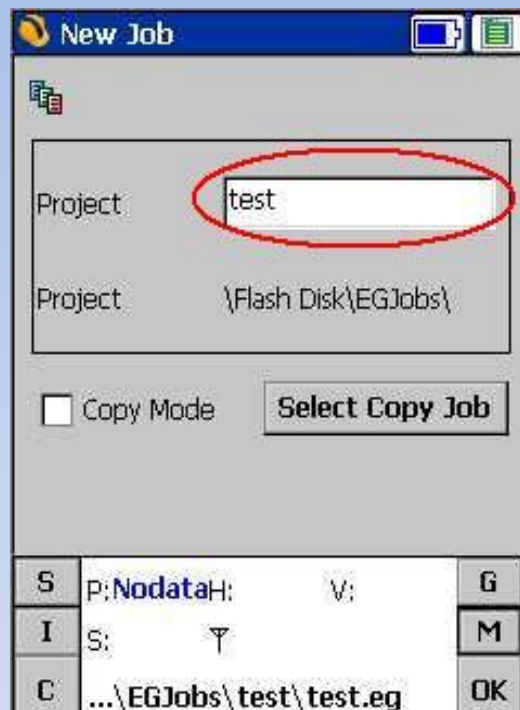 New Job
Project test
Project \Flash Disk\EGJobs\
Copy Mode Select Copy Job
S P:Nodata H: V: G
I S: M
C ...\EGJobs\test\test.eg OK